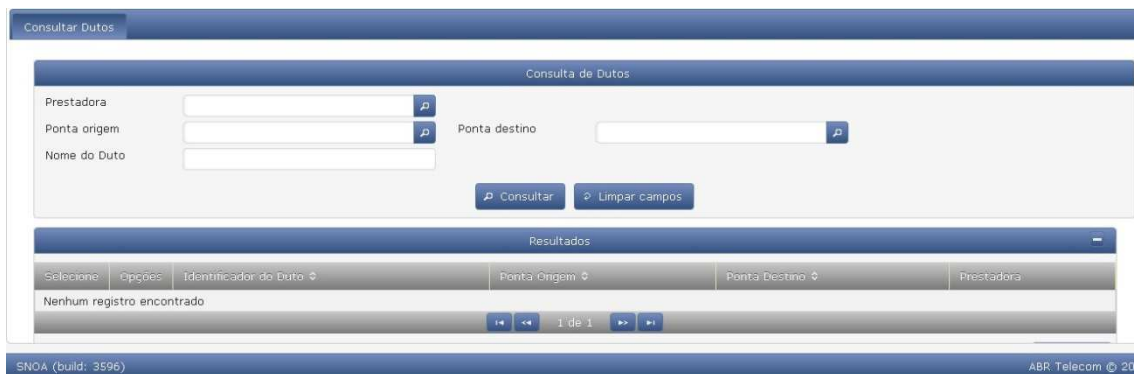 Consultar Dutos
Consulta de Dutos
Prestadora
Ponta origem Ponta destino
Nome do Duto
Consultar Limpar campos
Resultados
Selecione Opções Identificador do Duto Ponta Origem Ponta Destino Prestadora
Nenhum registro encontrado
1 de 1
SNOA (build: 3596) ABR Telecom © 20